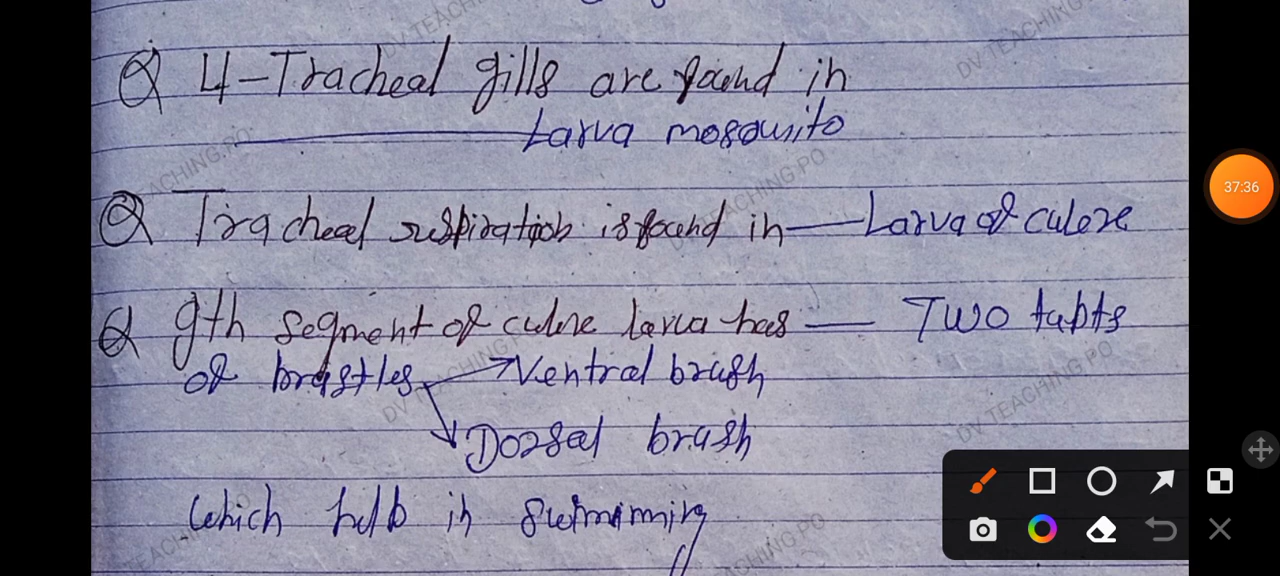 Q 4-Tracheal gills are found in
Larva mosquito
Q Tracheal respiration is found in — Larva of culex
Q 9th segment of culex larva has — Two tubts
of bristles → Ventral brush
Dorsal brush
which help in swimming
DV TEACHING.PO
37:36